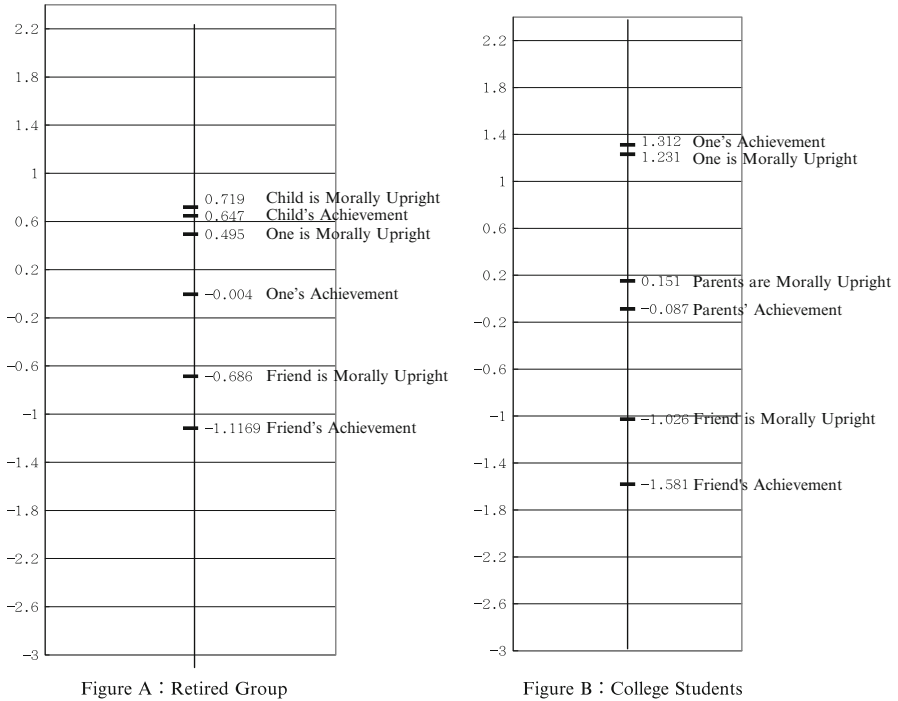 2.2
1.8
1.4
1
0.719 Child is Morally Upright
0.647 Child's Achievement
0.6
0.495 One is Morally Upright
0.2
−0.004 One's Achievement
−0.2
−0.6
−0.686 Friend is Morally Upright
−1
−1.1169 Friend's Achievement
−1.4
−1.8
−2.2
−2.6
−3
Figure A：Retired Group
2.2
1.8
1.4
1.312 One's Achievement
1.231 One is Morally Upright
1
0.6
0.2
0.151 Parents are Morally Upright
−0.087 Parents' Achievement
−0.2
−0.6
−1
−1.026 Friend is Morally Upright
−1.4
−1.581 Friend's Achievement
−1.8
−2.2
−2.6
−3
Figure B：College Students